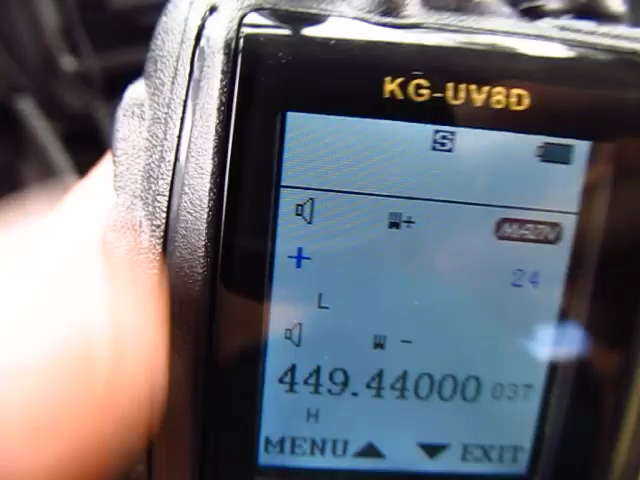 KG-UV8D
S
W+ MAIN
+ 24
L
W -
449.44000 037
H
MENU EXIT